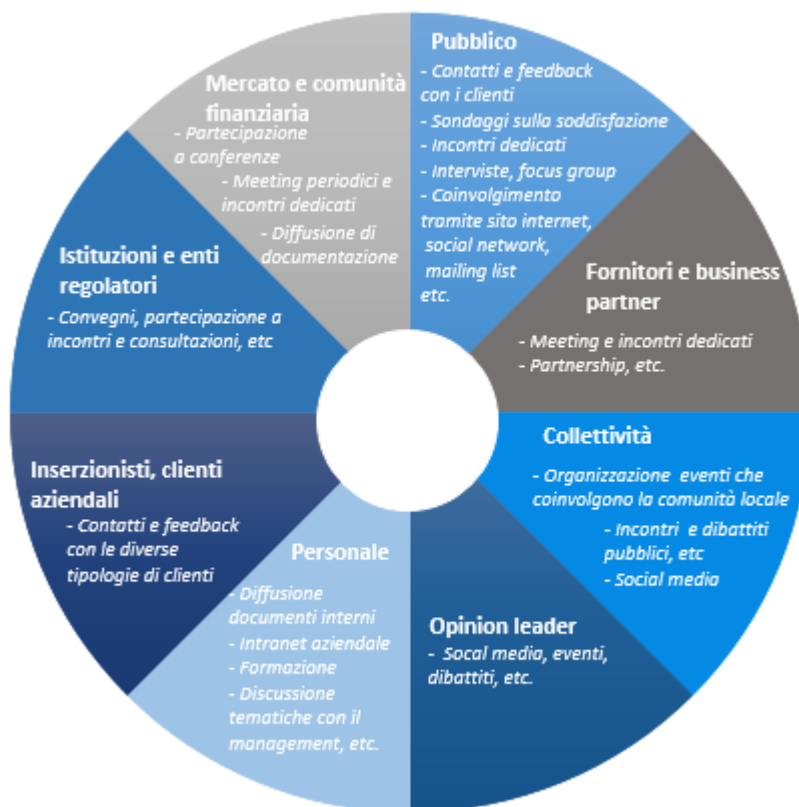 Pubblico
- Contatti e feedback
con i clienti
- Sondaggi sulla soddisfazione
- Incontri dedicati
- Interviste, focus group
- Coinvolgimento
tramite sito internet,
social network,
mailing list
etc.
Fornitori e business
partner
- Meeting e incontri dedicati
- Partnership, etc.
Collettività
- Organizzazione eventi che
coinvolgono la comunità locale
- Incontri e dibattiti
pubblici, etc
- Social media
Opinion leader
- Socal media, eventi,
dibattiti, etc.
Personale
- Diffusione
documenti interni
- Intranet aziendale
- Formazione
- Discussione
tematiche con il
management, etc.
Inserzionisti, clienti
aziendali
- Contatti e feedback
con le diverse
tipologie di clienti
Istituzioni e enti
regolatori
- Convegni, partecipazione a
incontri e consultazioni, etc
Mercato e comunità
finanziaria
- Partecipazione
a conferenze
- Meeting periodici e
incontri dedicati
- Diffusione di
documentazione